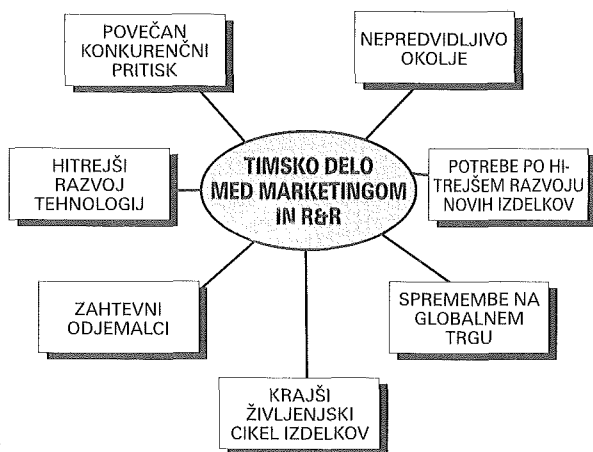 POVEČAN
KONKURENČNI
PRITISK
NEPREDVIDLJIVO
OKOLJE
HITREJŠI
RAZVOJ
TEHNOLOGIJ
TIMSKO DELO
MED MARKETINGOM
IN R&R
POTREBE PO HI-
TREJŠEM RAZVOJU
NOVIH IZDELKOV
ZAHTEVNI
ODJEMALCI
SPREMEMBE NA
GLOBALNEM
TRGU
KRAJŠI
ŽIVLJENJSKI
CIKEL IZDELKOV